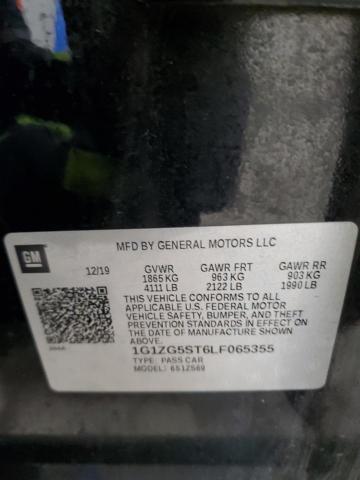 GM
MFD BY GENERAL MOTORS LLC
12/19 GVWR GAWR FRT GAWR RR
1865 KG 963 KG 903 KG
4111 LB 2122 LB 1990 LB
THIS VEHICLE CONFORMS TO ALL
APPLICABLE U.S. FEDERAL MOTOR
VEHICLE SAFETY, BUMPER, AND THEFT
PREVENTION STANDARDS IN EFFECT
ON THE DATE OF MANUFACTURE
SHOWN ABOVE.
1G1ZG5ST6LF065355
TYPE: PASS CAR
MODEL: 6S1ZS69